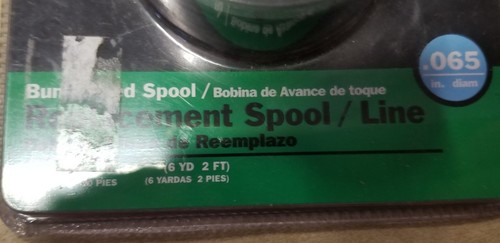 .065
in. diam
Spool / Bobina de Avance de toque
Spool / Line
de Reemplazo
(6 YD 2 FT)
PIES (6 YARDAS 2 PIES)